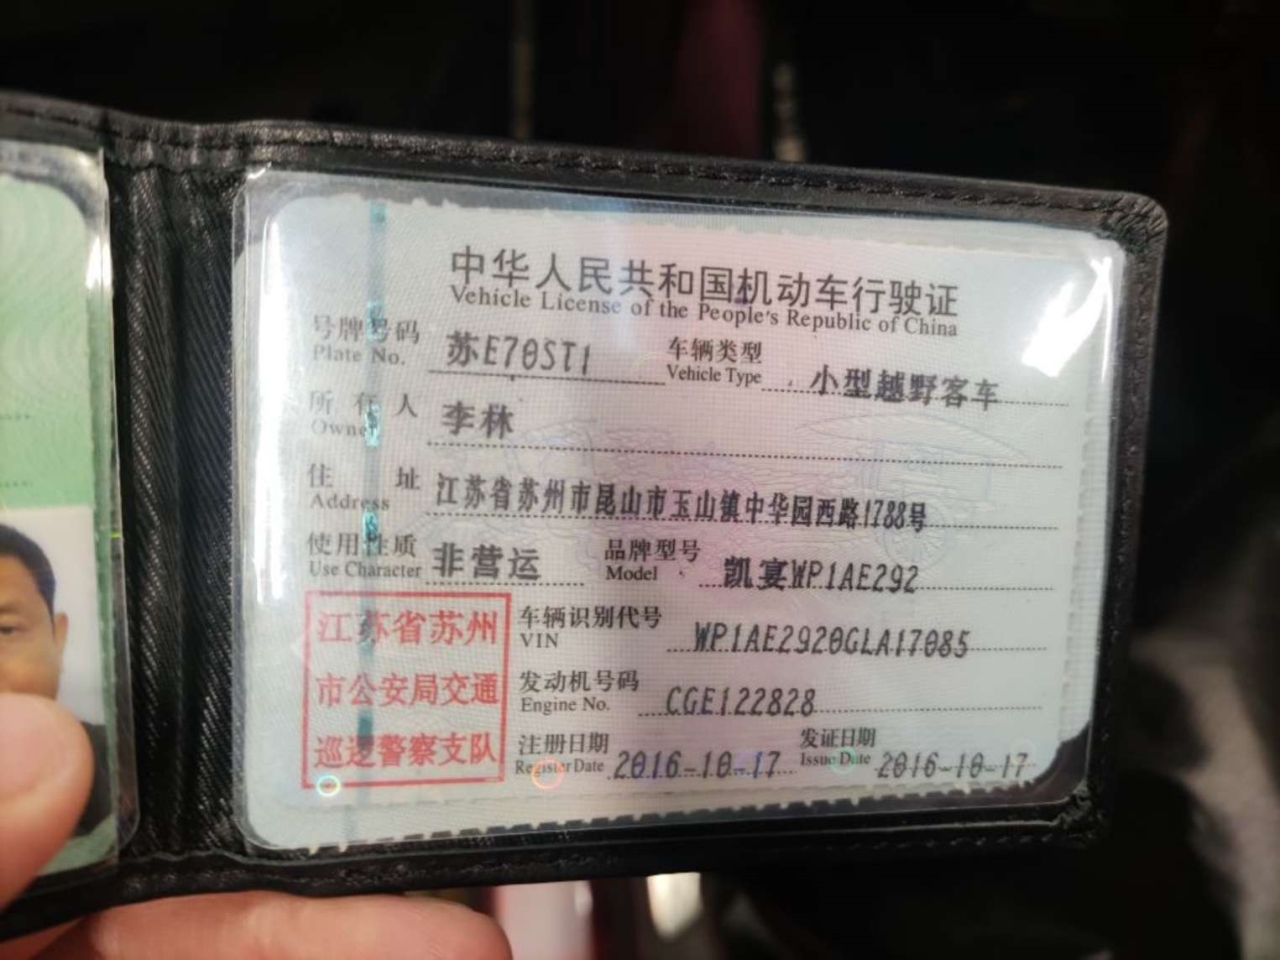 中华人民共和国机动车行驶证
Vehicle License of the People's Republic of China
号牌号码 苏E70ST1 车辆类型 小型越野客车
Plate No. Vehicle Type
所有人 李林
Owner
住址 江苏省苏州市昆山市玉山镇中华园西路1788号
Address
使用性质 非营运 品牌型号 凯宴WP1AE292
Use Character Model
江苏省苏州 车辆识别代号 WP1AE2920GLA17085
VIN
市公安局交通 发动机号码 CGE122828
Engine No.
巡逻警察支队 注册日期 2016-10-17 发证日期 2016-10-17
Register Date Issue Date